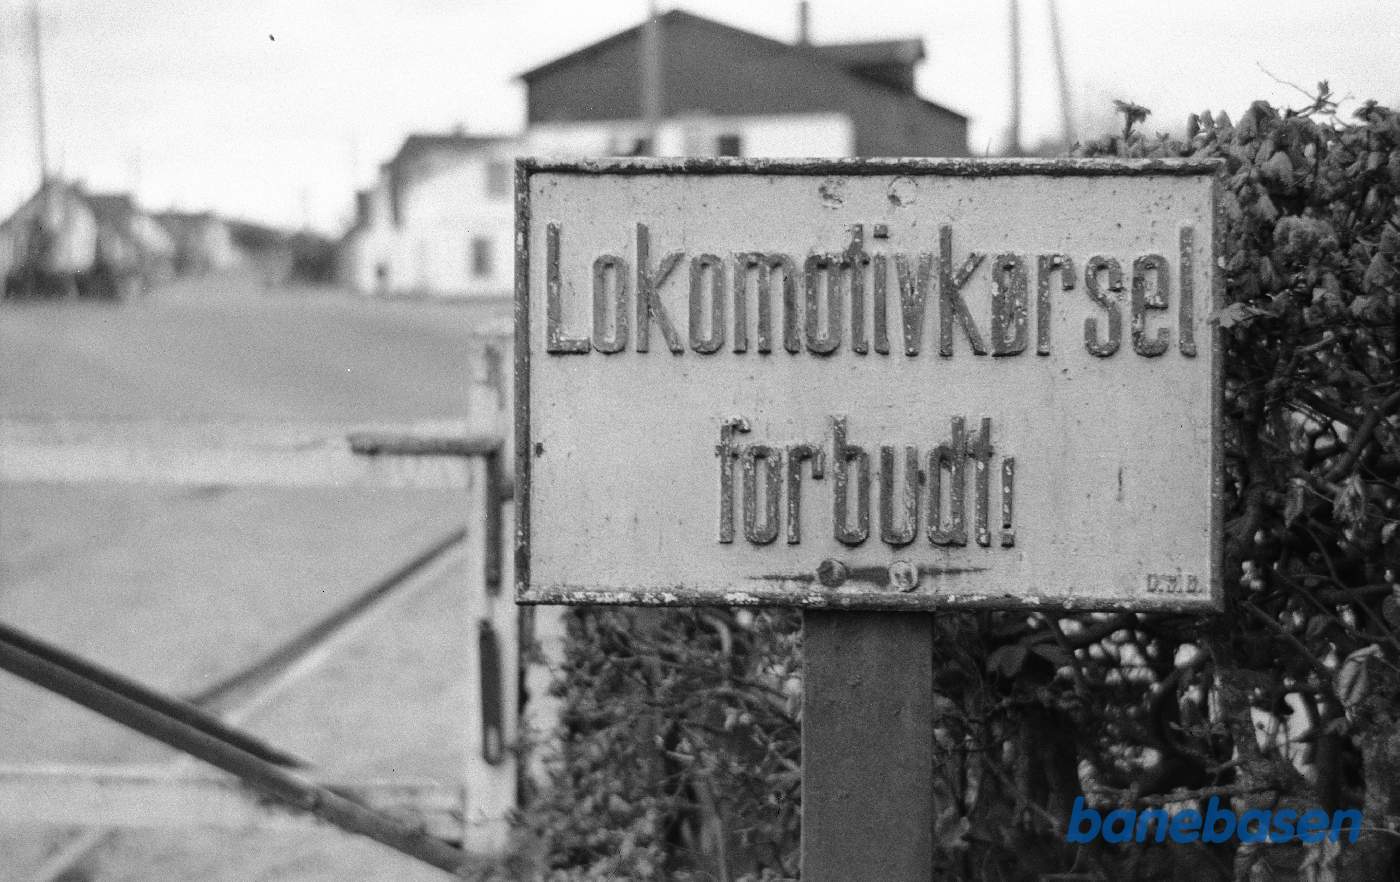 Lokomotivkørsel
forbudt!
D.S.B.
banebasen